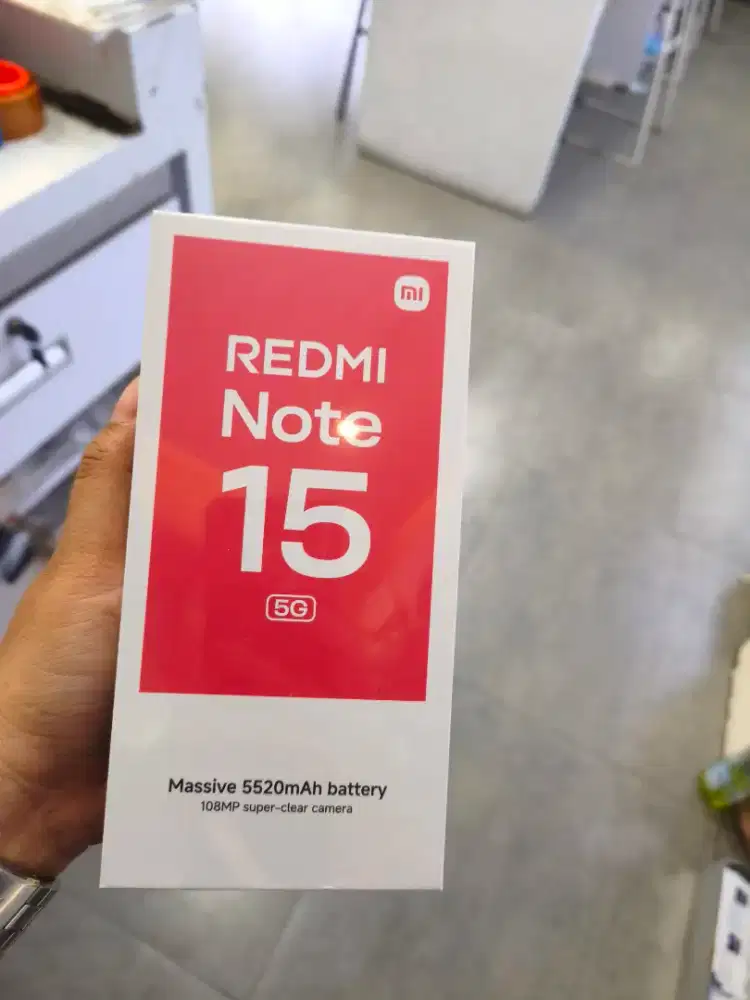 mi
REDMI
Note
15
5G
Massive 5520mAh battery
108MP super-clear camera